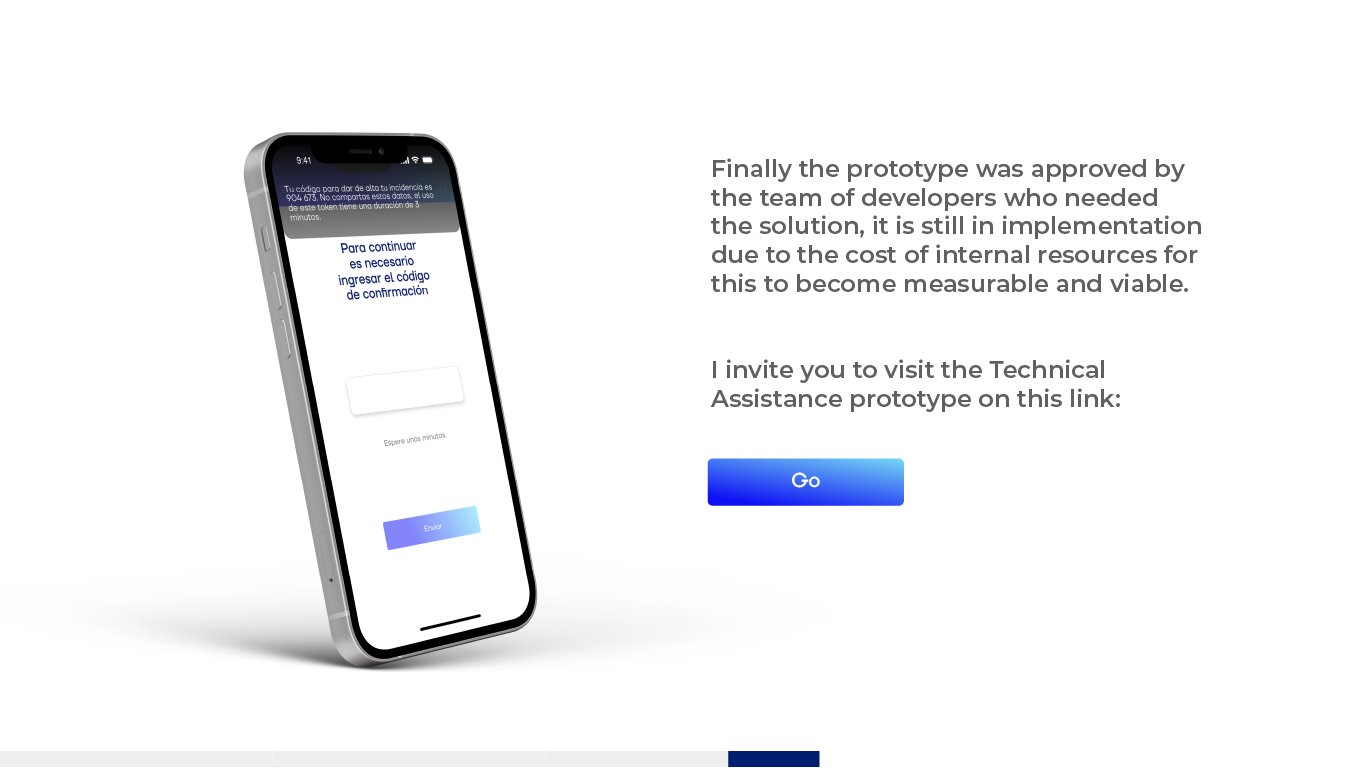 9:41
Tu código para dar de alta tu incidencia es
904 673. No compartas estos datos, el uso
de este token tiene una duración de 3
minutos.
Para continuar
es necesario
ingresar el código
de confirmación
Espere unos minutos.
Enviar
Finally the prototype was approved by
the team of developers who needed
the solution, it is still in implementation
due to the cost of internal resources for
this to become measurable and viable.
I invite you to visit the Technical
Assistance prototype on this link:
Go